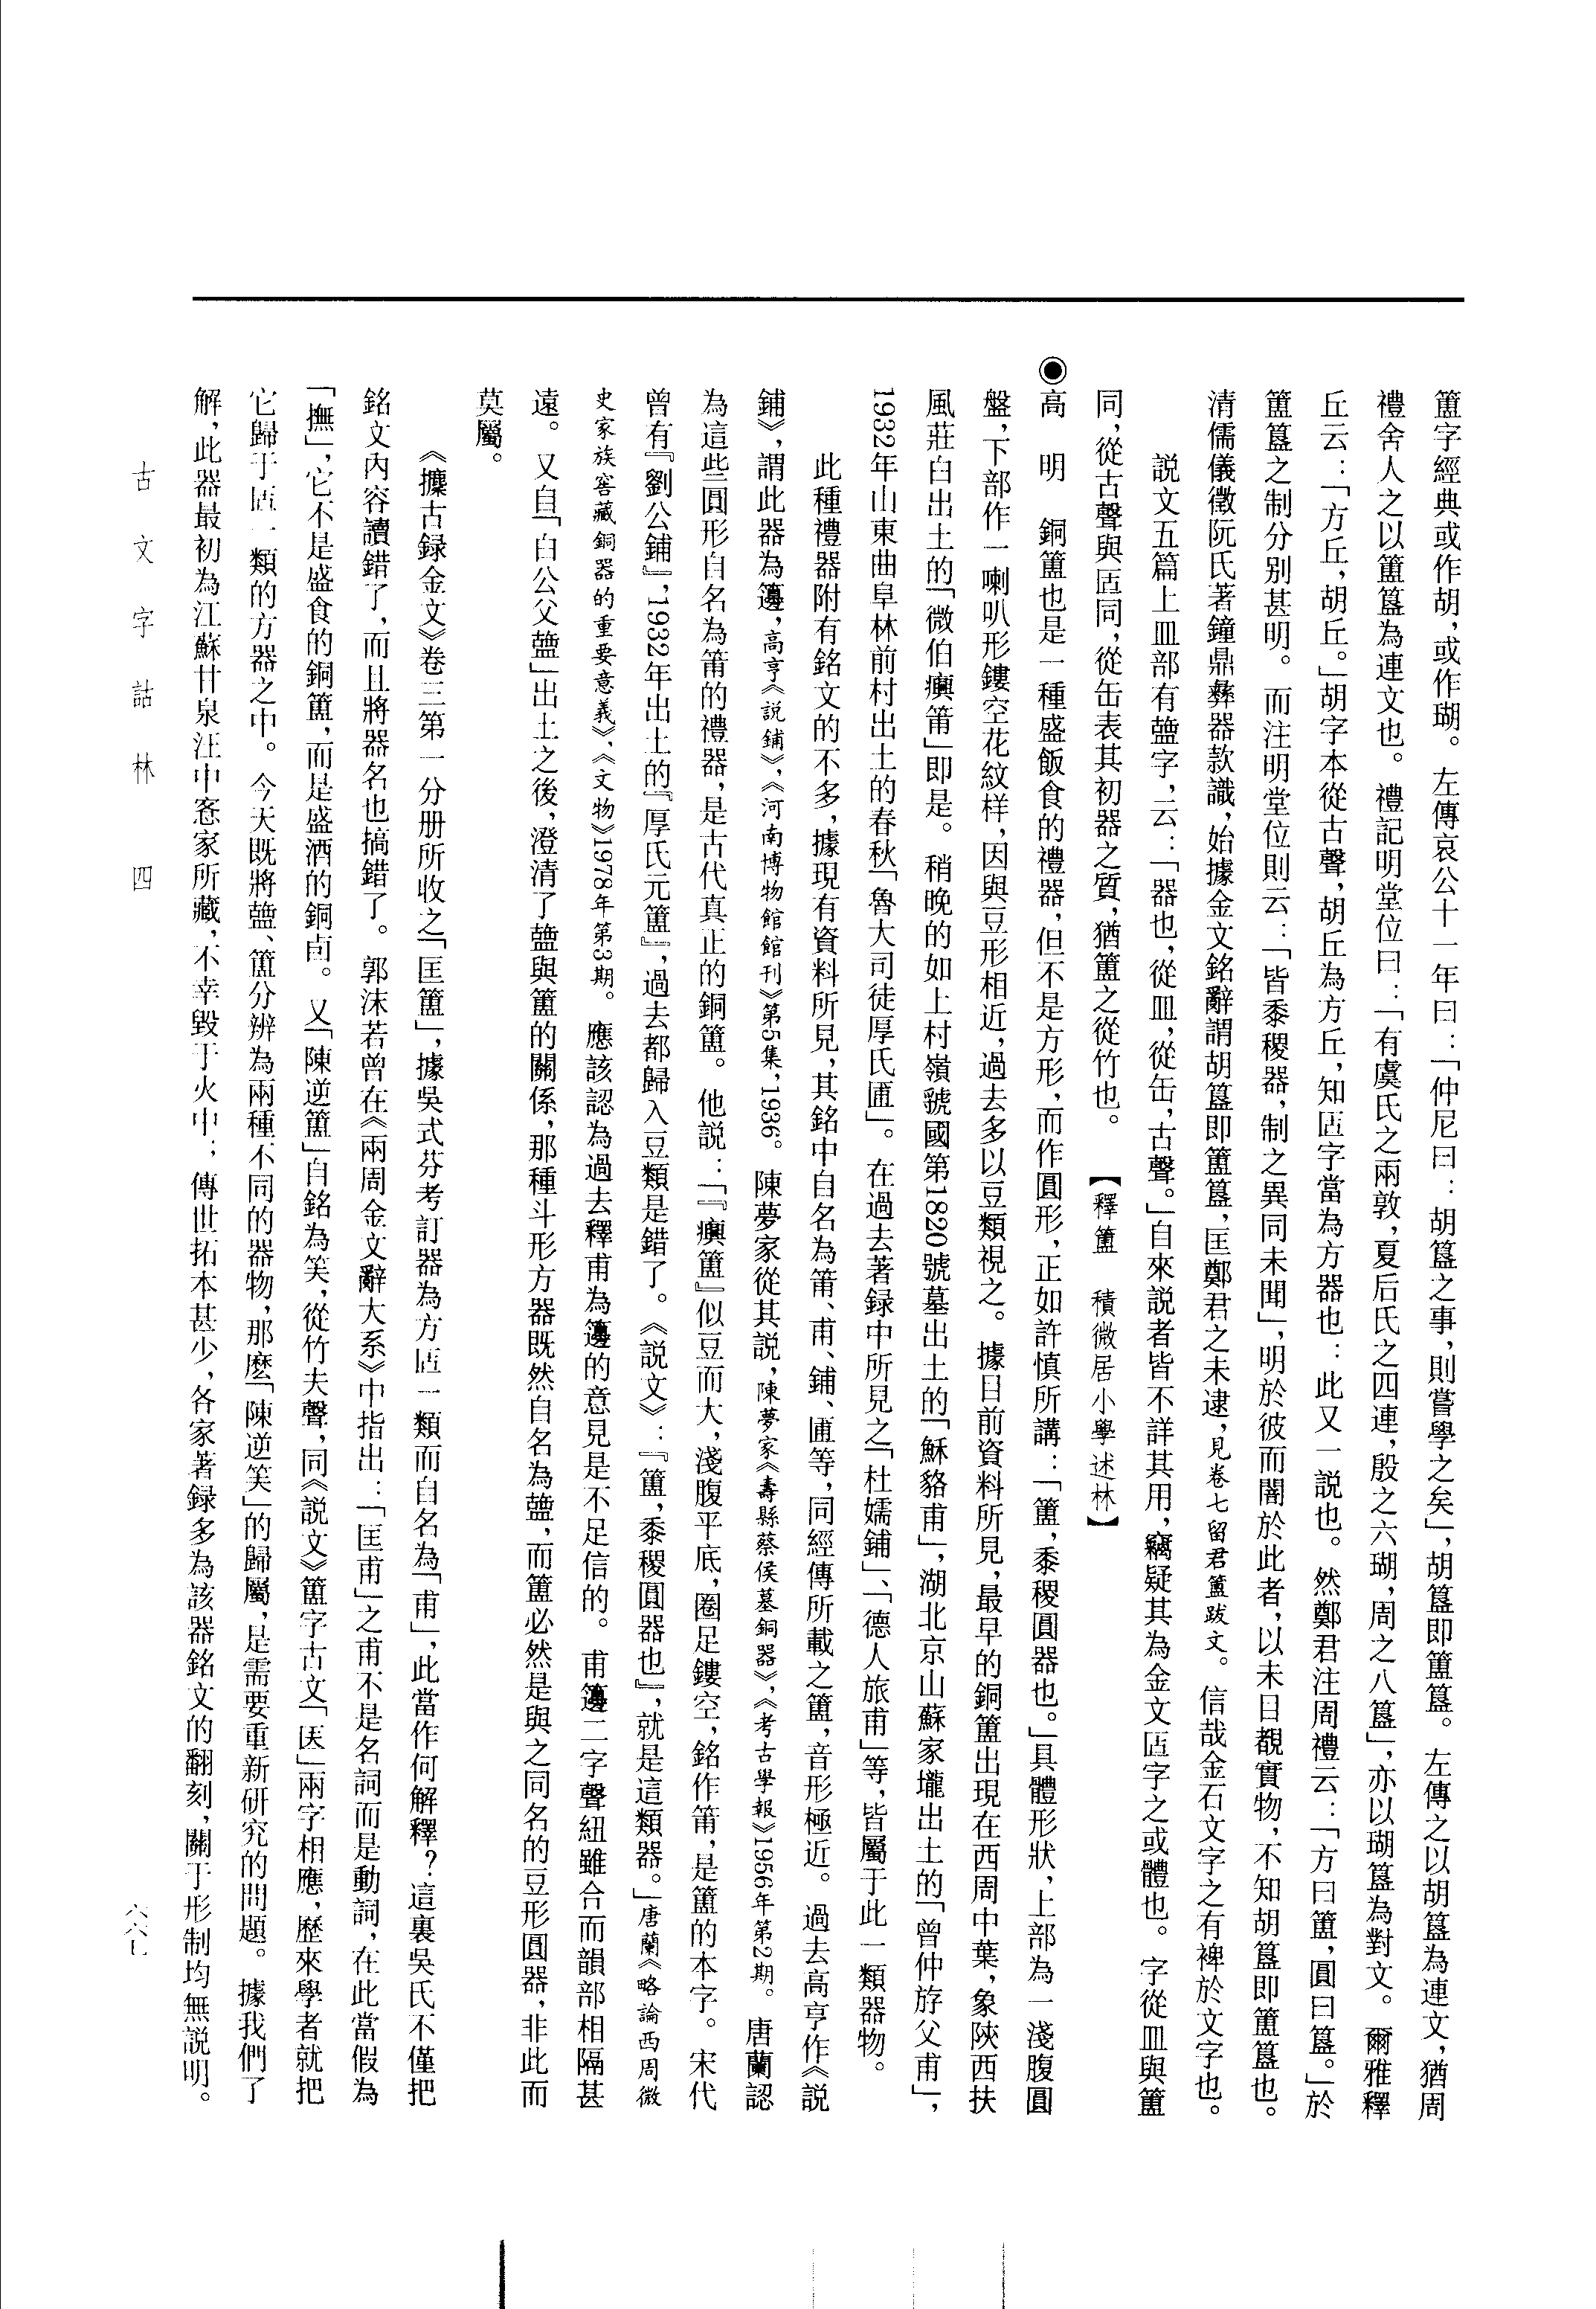 簠字經典或作胡，或作瑚。左傳哀公十一年曰：「仲尼曰：胡簋之事，則嘗學之矣」，胡簋即簠簋。左傳之以胡簋為連文，猶周
禮舍人之以簠簋為連文也。禮記明堂位曰：「有虞氏之兩敦，夏后氏之四連，殷之六瑚，周之八簋」，亦以瑚簋為對文。爾雅釋
丘云：「方丘，胡丘。」胡字本從古聲，胡丘為方丘，知𠤳字當為方器也：此又一説也。然鄭君注周禮云：「方曰簠，圓曰簋。」於
簠簋之制分别甚明。而注明堂位則云：「皆黍稷器，制之異同未聞」，明於彼而闇於此者，以未目覩實物，不知胡簋即簠簋也。
清儒儀徵阮氏著鐘鼎彝器款識，始據金文銘辭謂胡簋即簠簋，匡鄭君之未逮，見卷七留君簠跋文。信哉金石文字之有裨於文字也。
説文五篇上皿部有䀇字，云：「器也，從皿，從缶，古聲。」自來説者皆不詳其用，竊疑其為金文𠤳字之或體也。字從皿與簠
同，從古聲與𠤳同，從缶表其初器之質，猶簠之從竹也。【釋簠　積微居小學述林】
◉高　明　銅簠也是一種盛飯食的禮器，但不是方形，而作圓形，正如許慎所講：「簠，黍稷圓器也。」具體形狀，上部為一淺腹圓
盤，下部作一喇叭形鏤空花紋样，因與豆形相近，過去多以豆類視之。據目前資料所見，最早的銅簠出現在西周中葉，象陝西扶
風莊白出土的「微伯𤼈箁」即是。稍晚的如上村嶺虢國第1820號墓出土的「穌貉甫」，湖北京山蘇家壠出土的「曾仲斿父甫」，
1932年山東曲阜林前村出土的春秋「魯大司徒厚氏圃」。在過去著録中所見之「杜嬬鋪」、「德人旅甫」等，皆屬于此一類器物。
此種禮器附有銘文的不多，據現有資料所見，其銘中自名為箁、甫、鋪、圃等，同經傳所載之簠，音形極近。過去高亨作《説
鋪》，謂此器為籩，高亨《説鋪》，《河南博物館館刊》第5集，1936。陳夢家從其説，陳夢家《壽縣蔡侯墓銅器》，《考古學報》1956年第2期。唐蘭認
為這些圓形自名為箁的禮器，是古代真正的銅簠。他説：「『𤼈簠』似豆而大，淺腹平底，圈足鏤空，銘作箁，是簠的本字。宋代
曾有『劉公鋪』，1932年出土的『厚氏元簠』，過去都歸入豆類是錯了。《説文》：『簠，黍稷圓器也』，就是這類器。」唐蘭《略論西周微
史家族窖藏銅器的重要意義》，《文物》1978年第3期。應該認為過去釋甫為籩的意見是不足信的。甫籩二字聲紐雖合而韻部相隔甚
遠。又自「白公父䀇」出土之後，澄清了䀇與簠的關係，那種斗形方器既然自名為䀇，而簠必然是與之同名的豆形圓器，非此而
莫屬。
《攈古録金文》卷三第一分册所收之「匡簠」，據吳式芬考訂器為方𠤳一類而自名為「甫」，此當作何解釋？這裏吳氏不僅把
銘文內容讀錯了，而且將器名也搞錯了。郭沫若曾在《兩周金文辭大系》中指出：「匡甫」之甫不是名詞而是動詞，在此當假為
「撫」，它不是盛食的銅簠，而是盛酒的銅卣。又「陳逆簠」自銘為笑，從竹夫聲，同《説文》簠字古文「医」兩字相應，歷來學者就把
它歸于𠤳一類的方器之中。今天既將䀇、簠分辨為兩種不同的器物，那麽「陳逆笑」的歸屬，是需要重新研究的問題。據我們了
解，此器最初為江蘇甘泉汪中愙家所藏，不幸毀于火中；傳世拓本甚少，各家著録多為該器銘文的翻刻，關于形制均無説明。
古文字詁林　四
六六七